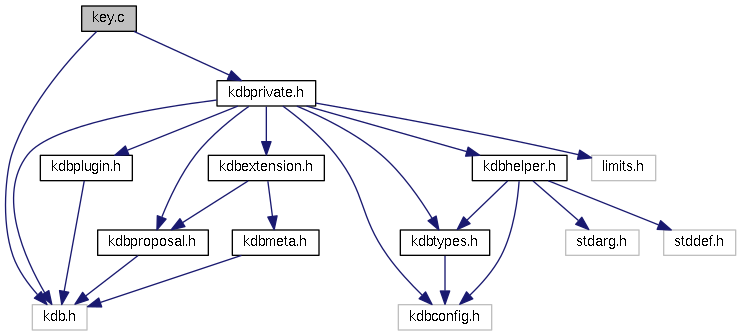 key.c
kdbprivate.h
kdbplugin.h
kdbextension.h
kdbhelper.h
limits.h
kdbproposal.h
kdbmeta.h
kdbtypes.h
stdarg.h
stddef.h
kdb.h
kdbconfig.h